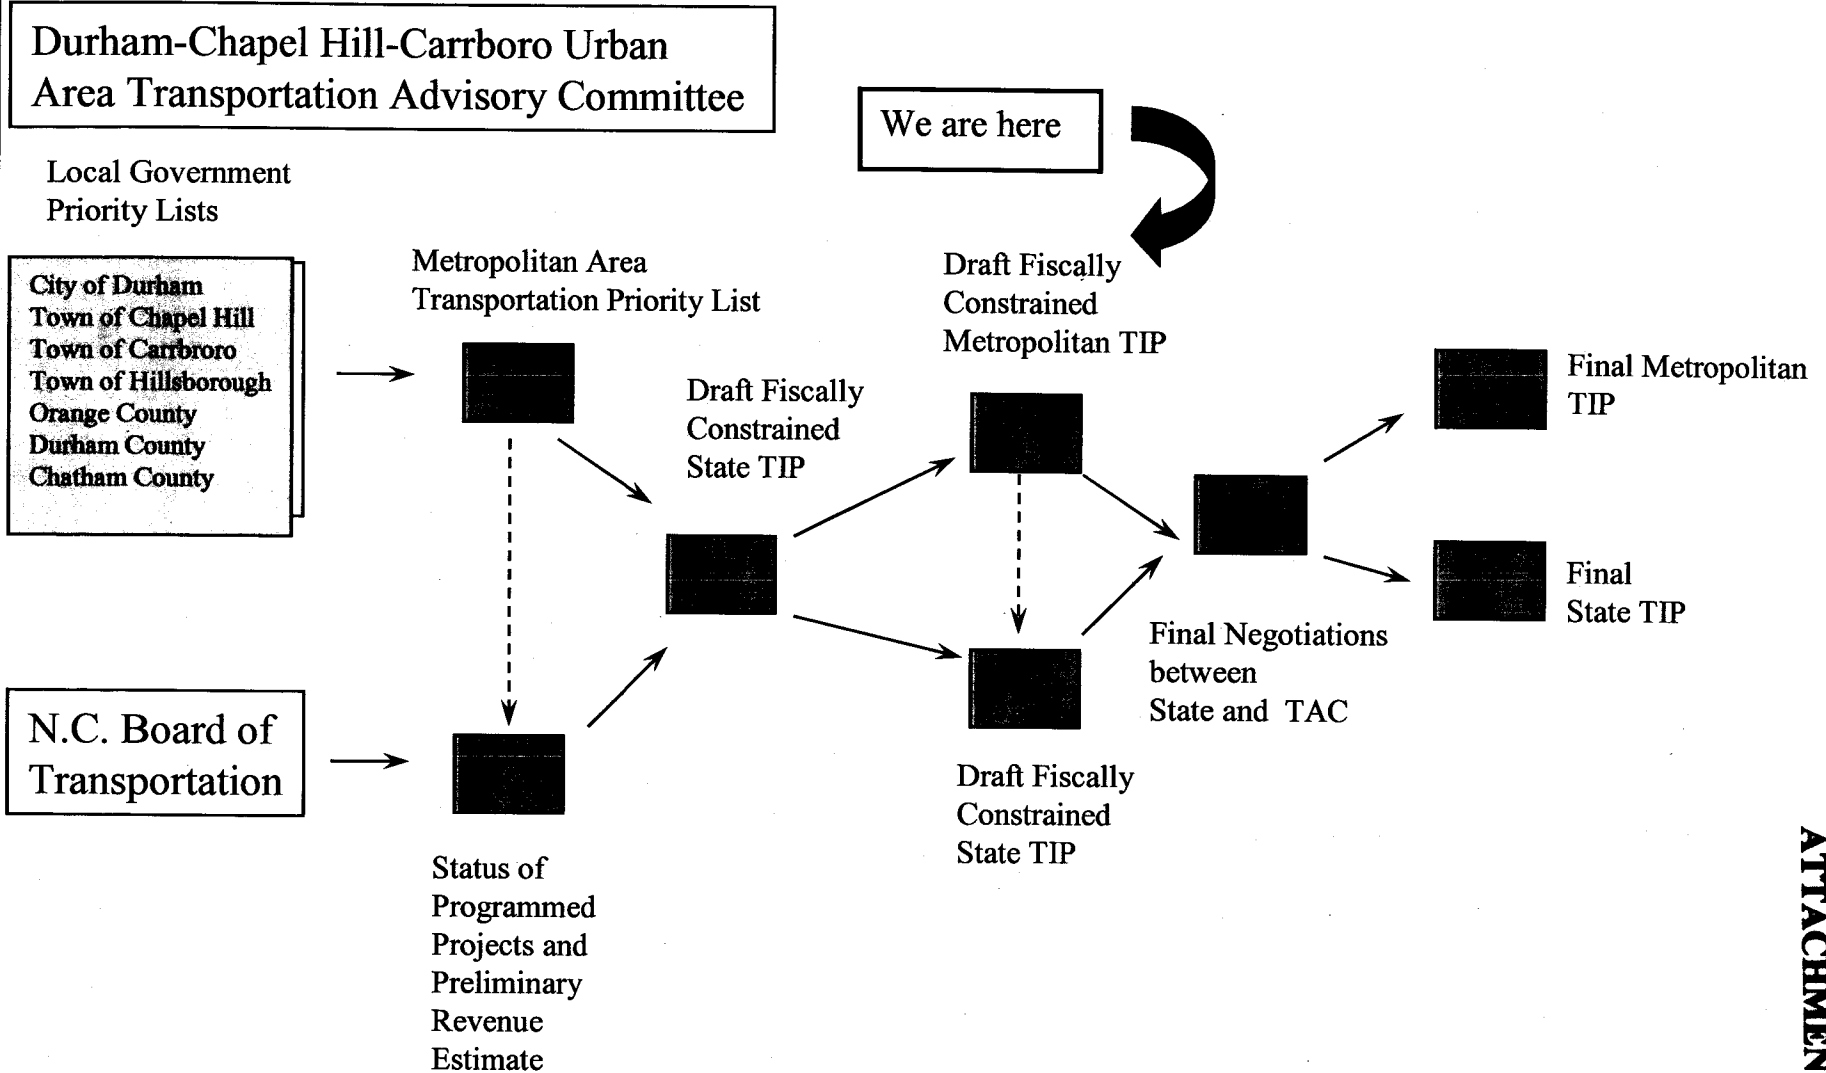 Durham-Chapel Hill-Carrboro Urban
Area Transportation Advisory Committee
We are here
Local Government
Priority Lists
City of Durham
Town of Chapel Hill
Town of Carrbroro
Town of Hillsborough
Orange County
Durham County
Chatham County
Metropolitan Area
Transportation Priority List
Draft Fiscally
Constrained
State TIP
Draft Fiscally
Constrained
Metropolitan TIP
Final Metropolitan
TIP
Final
State TIP
Final Negotiations
between
State and TAC
N.C. Board of
Transportation
Draft Fiscally
Constrained
State TIP
Status of
Programmed
Projects and
Preliminary
Revenue
Estimate
ATTACHMEN